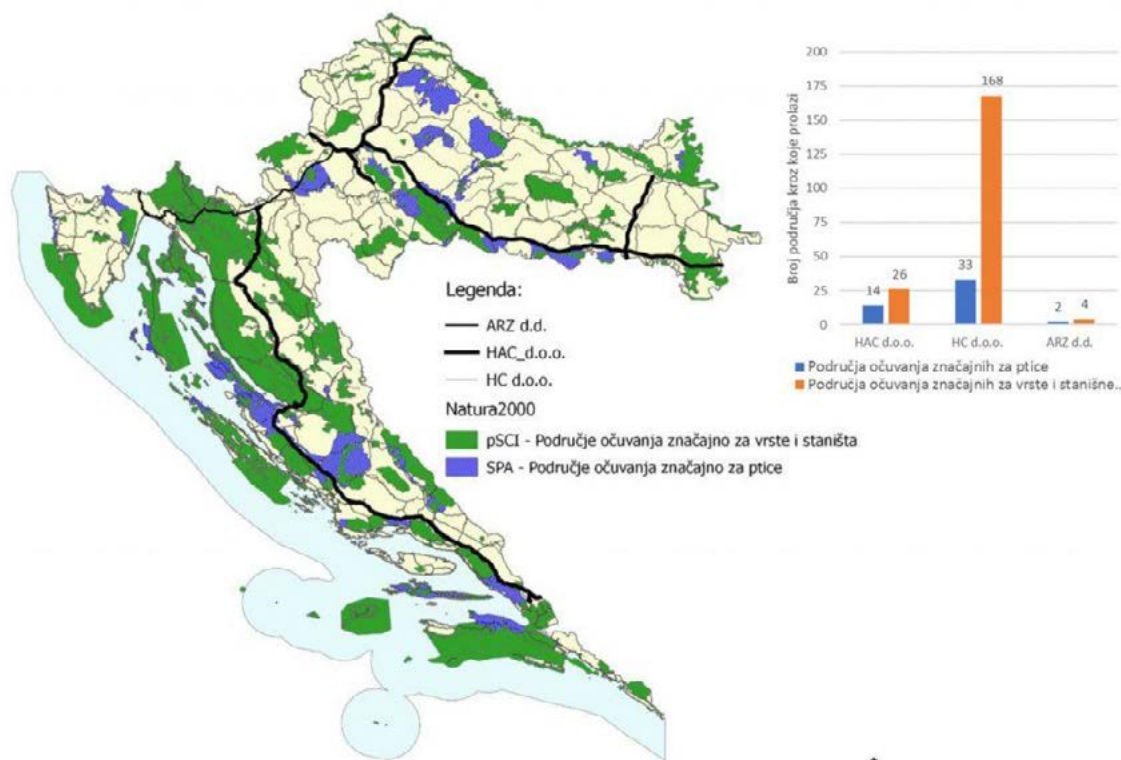 Legenda:
ARZ d.d.
HAC_d.o.o.
HC d.o.o.
Natura2000
pSCI - Područje očuvanja značajno za vrste i staništa
SPA - Područje očuvanja značajno za ptice
Broj područja kroz koje prolazi
200
175
150
125
100
75
50
25
0
14
26
33
168
2
4
HAC d.o.o.
HC d.o.o.
ARZ d.d.
Područja očuvanja značajnih za ptice
Područja očuvanja značajnih za vrste i stanišne...